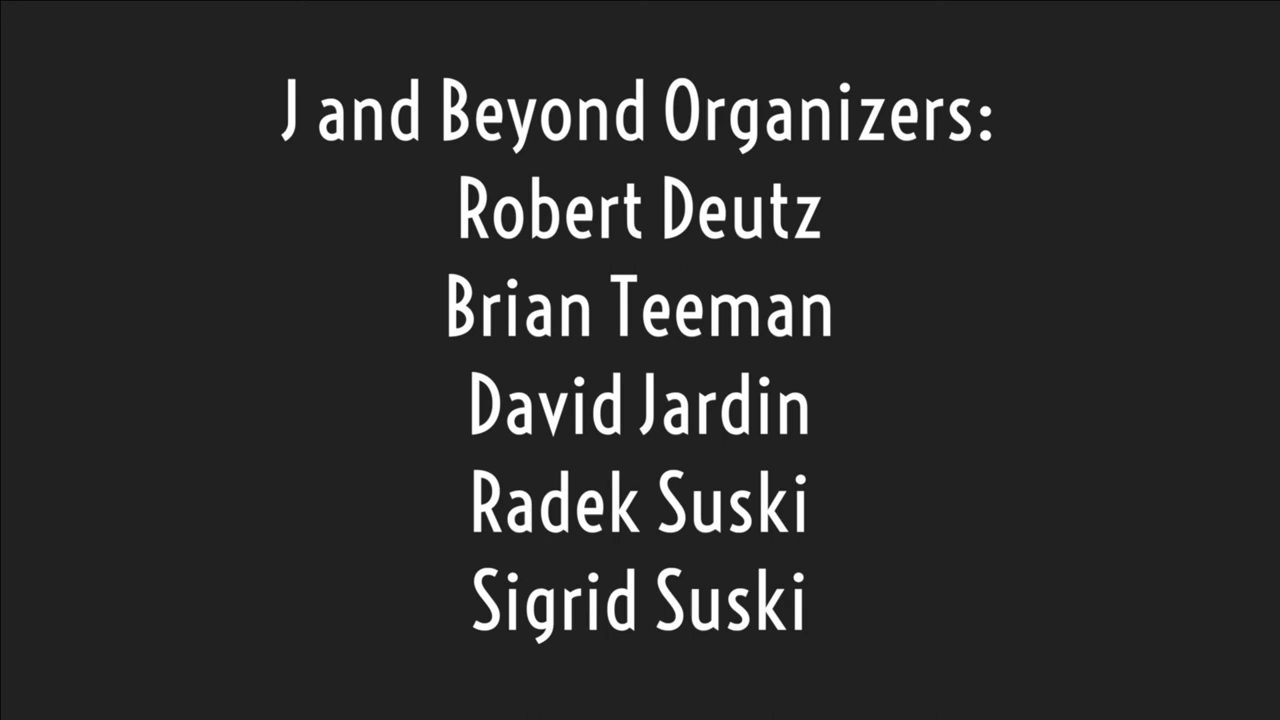 J and Beyond Organizers:
Robert Deutz
Brian Teeman
David Jardin
Radek Suski
Sigrid Suski